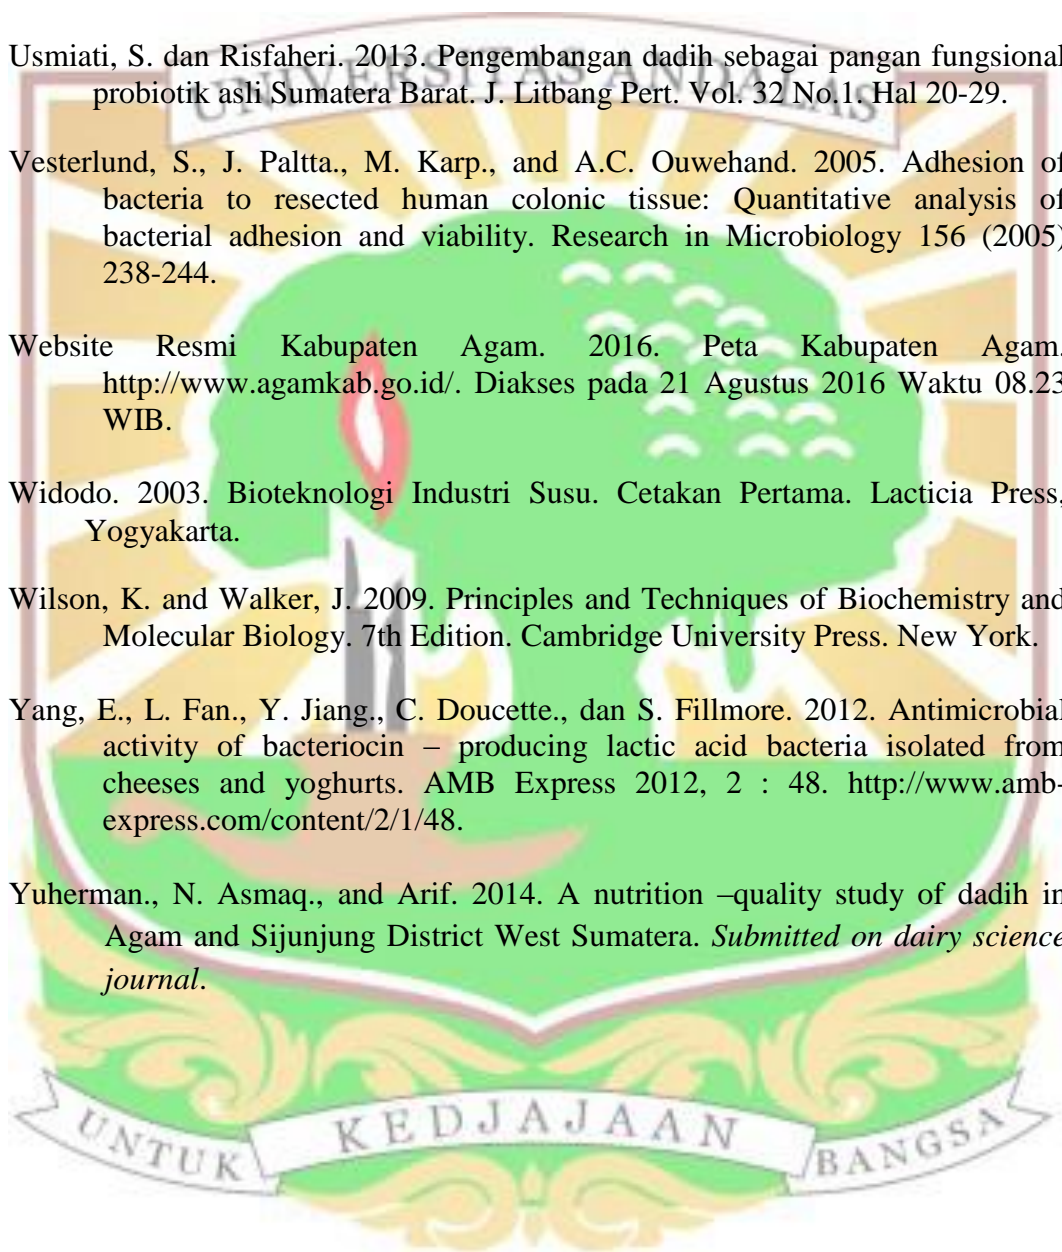 UNIVERSITAS ANDALAS
Usmiati, S. dan Risfaheri. 2013. Pengembangan dadih sebagai pangan fungsional
probiotik asli Sumatera Barat. J. Litbang Pert. Vol. 32 No.1. Hal 20-29.
Vesterlund, S., J. Paltta., M. Karp., and A.C. Ouwehand. 2005. Adhesion of
bacteria to resected human colonic tissue: Quantitative analysis of
bacterial adhesion and viability. Research in Microbiology 156 (2005)
238-244.
Website Resmi Kabupaten Agam. 2016. Peta Kabupaten Agam.
http://www.agamkab.go.id/. Diakses pada 21 Agustus 2016 Waktu 08.23
WIB.
Widodo. 2003. Bioteknologi Industri Susu. Cetakan Pertama. Lacticia Press,
Yogyakarta.
Wilson, K. and Walker, J. 2009. Principles and Techniques of Biochemistry and
Molecular Biology. 7th Edition. Cambridge University Press. New York.
Yang, E., L. Fan., Y. Jiang., C. Doucette., dan S. Fillmore. 2012. Antimicrobial
activity of bacteriocin – producing lactic acid bacteria isolated from
cheeses and yoghurts. AMB Express 2012, 2 : 48. http://www.amb-
express.com/content/2/1/48.
Yuherman., N. Asmaq., and Arif. 2014. A nutrition –quality study of dadih in
Agam and Sijunjung District West Sumatera. Submitted on dairy science
journal.
UNTUK KEDJAJAAN BANGSA